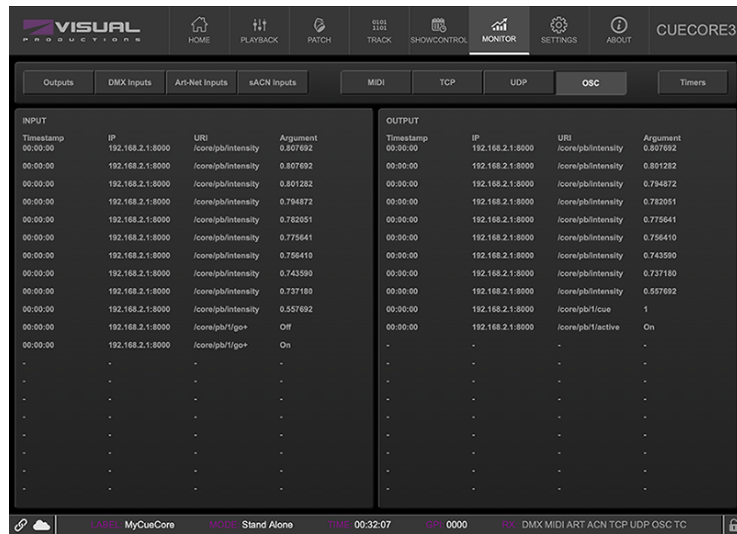 VISUAL
PRODUCTIONS
HOME PLAYBACK PATCH TRACK SHOWCONTROL MONITOR SETTINGS ABOUT CUECORE3
Outputs DMX Inputs Art-Net Inputs sACN Inputs MIDI TCP UDP OSC Timers
INPUT OUTPUT
Timestamp IP URI Argument Timestamp IP URI Argument
00:00:00 192.168.2.1:8000 /core/pb/intensity 0.807692 00:00:00 192.168.2.1:8000 /core/pb/intensity 0.807692
00:00:00 192.168.2.1:8000 /core/pb/intensity 0.807692 00:00:00 192.168.2.1:8000 /core/pb/intensity 0.801282
00:00:00 192.168.2.1:8000 /core/pb/intensity 0.801282 00:00:00 192.168.2.1:8000 /core/pb/intensity 0.794872
00:00:00 192.168.2.1:8000 /core/pb/intensity 0.794872 00:00:00 192.168.2.1:8000 /core/pb/intensity 0.782051
00:00:00 192.168.2.1:8000 /core/pb/intensity 0.782051 00:00:00 192.168.2.1:8000 /core/pb/intensity 0.775641
00:00:00 192.168.2.1:8000 /core/pb/intensity 0.775641 00:00:00 192.168.2.1:8000 /core/pb/intensity 0.756410
00:00:00 192.168.2.1:8000 /core/pb/intensity 0.756410 00:00:00 192.168.2.1:8000 /core/pb/intensity 0.743590
00:00:00 192.168.2.1:8000 /core/pb/intensity 0.743590 00:00:00 192.168.2.1:8000 /core/pb/intensity 0.737180
00:00:00 192.168.2.1:8000 /core/pb/intensity 0.737180 00:00:00 192.168.2.1:8000 /core/pb/intensity 0.557692
00:00:00 192.168.2.1:8000 /core/pb/intensity 0.557692 00:00:00 192.168.2.1:8000 /core/pb/1/cue 1
00:00:00 192.168.2.1:8000 /core/pb/1/go+ Off 00:00:00 192.168.2.1:8000 /core/pb/1/active On
00:00:00 192.168.2.1:8000 /core/pb/1/go+ On - - - -
- - - - - - - -
- - - - - - - -
- - - - - - - -
- - - - - - - -
- - - - - - - -
- - - - - - - -
- - - - - - - -
- - - - - - - -
LABEL: MyCueCore MODE: Stand Alone TIME: 00:32:07 GPI: 0000 RX: DMX MIDI ART ACN TCP UDP OSC TC